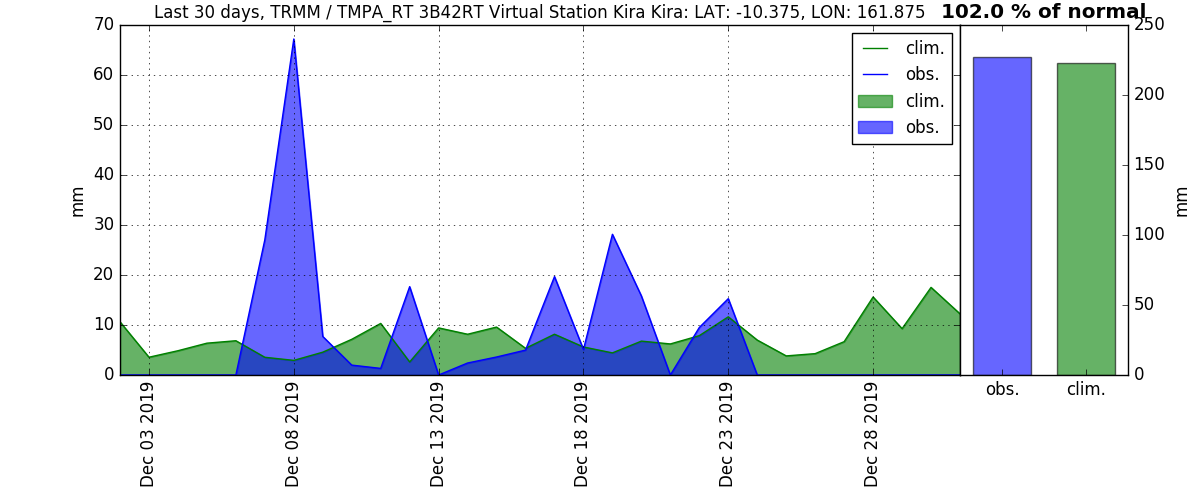 Last 30 days, TRMM / TMPA_RT 3B42RT Virtual Station Kira Kira: LAT: -10.375, LON: 161.875
102.0 % of normal
70
60
50
40
30
20
10
0
mm
clim.
obs.
clim.
obs.
Dec 03 2019
Dec 08 2019
Dec 13 2019
Dec 18 2019
Dec 23 2019
Dec 28 2019
250
200
150
100
50
0
mm
obs.
clim.